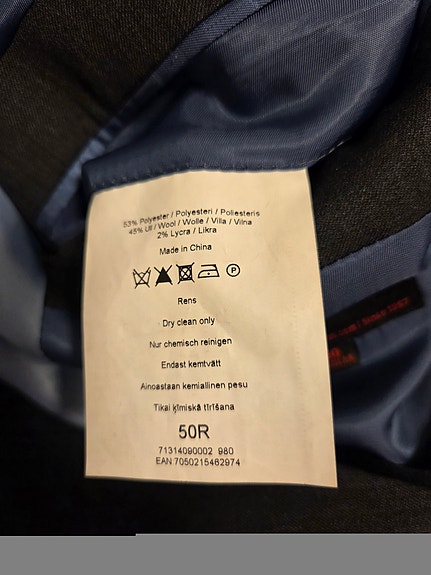 53% Polyester / Polyesteri / Poliesteris
45% Ull / Wool / Wolle / Villa / Vilna
2% Lycra / Likra
Made in China
P
Rens
Dry clean only
Nur chemisch reinigen
Endast kemtvätt
Ainoastaan kemiallinen pesu
Tikai ķīmiskā tīrīšana
50R
71314090002 980
EAN:7050215462974
Since